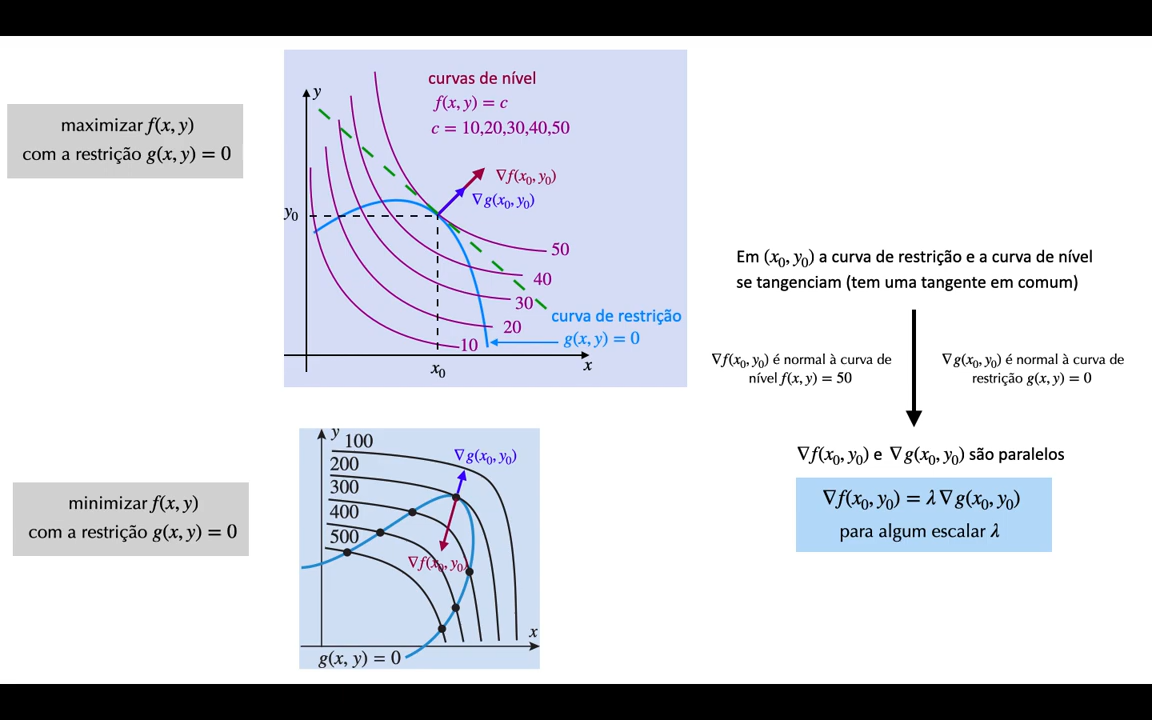 maximizar f(x, y)
com a restrição g(x, y) = 0
y
curvas de nível
f(x, y) = c
c = 10,20,30,40,50
∇f(x₀, y₀)
∇g(x₀, y₀)
y₀
50
40
30
20
10
curva de restrição
g(x, y) = 0
x₀
x
minimizar f(x, y)
com a restrição g(x, y) = 0
y
100
200
300
400
500
∇g(x₀, y₀)
∇f(x₀, y₀)
x
g(x, y) = 0
Em (x₀, y₀) a curva de restrição e a curva de nível
se tangenciam (tem uma tangente em comum)
∇f(x₀, y₀) é normal à curva de
nível f(x, y) = 50
∇g(x₀, y₀) é normal à curva de
restrição g(x, y) = 0
∇f(x₀, y₀) e ∇g(x₀, y₀) são paralelos
∇f(x₀, y₀) = λ ∇g(x₀, y₀)
para algum escalar λ